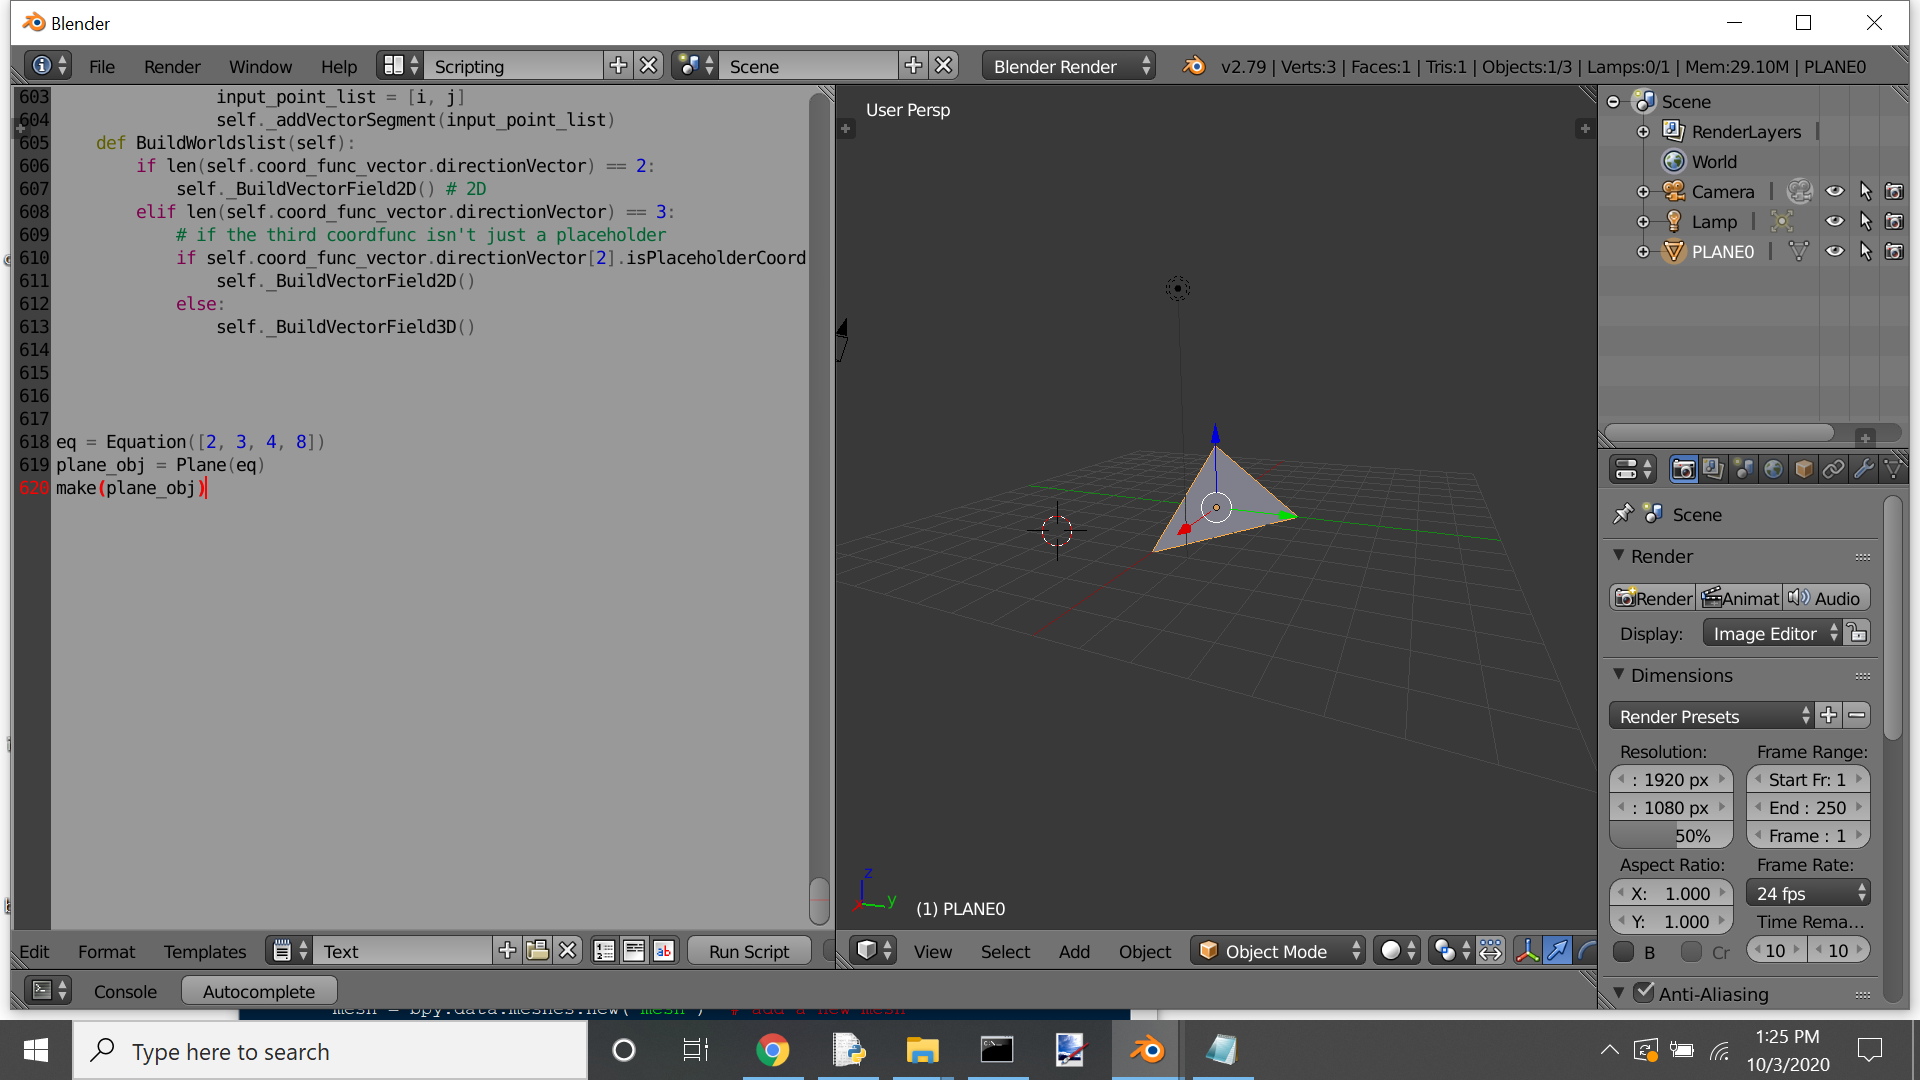 Blender
File Render Window Help Scripting Scene Blender Render v2.79 | Verts:3 | Faces:1 | Tris:1 | Objects:1/3 | Lamps:0/1 | Mem:29.10M | PLANE0
603 input_point_list = [i, j]
604 self._addVectorSegment(input_point_list)
605 def BuildWorldslist(self):
606 if len(self.coord_func_vector.directionVector) == 2:
607 self._BuildVectorField2D() # 2D
608 elif len(self.coord_func_vector.directionVector) == 3:
609 # if the third coordfunc isn't just a placeholder
610 if self.coord_func_vector.directionVector[2].isPlaceholderCoord
611 self._BuildVectorField2D()
612 else:
613 self._BuildVectorField3D()
614
615
616
617
618 eq = Equation([2, 3, 4, 8])
619 plane_obj = Plane(eq)
620 make(plane_obj)
Edit Format Templates Text Run Script
Console Autocomplete
User Persp
z
y
x
(1) PLANE0
View Select Add Object Object Mode
Scene
RenderLayers
World
Camera
Lamp
PLANE0
Scene
Render
Render Animat Audio
Display: Image Editor
Dimensions
Render Presets
Resolution: Frame Range:
: 1920 px Start Fr: 1
: 1080 px End : 250
50% Frame : 1
Aspect Ratio: Frame Rate:
X: 1.000 24 fps
Y: 1.000 Time Rema...
B Cr 10 10
Anti-Aliasing
mesh = bpy.data.meshes.new("mesh") # add a new mesh
Type here to search
1:25 PM
10/3/2020